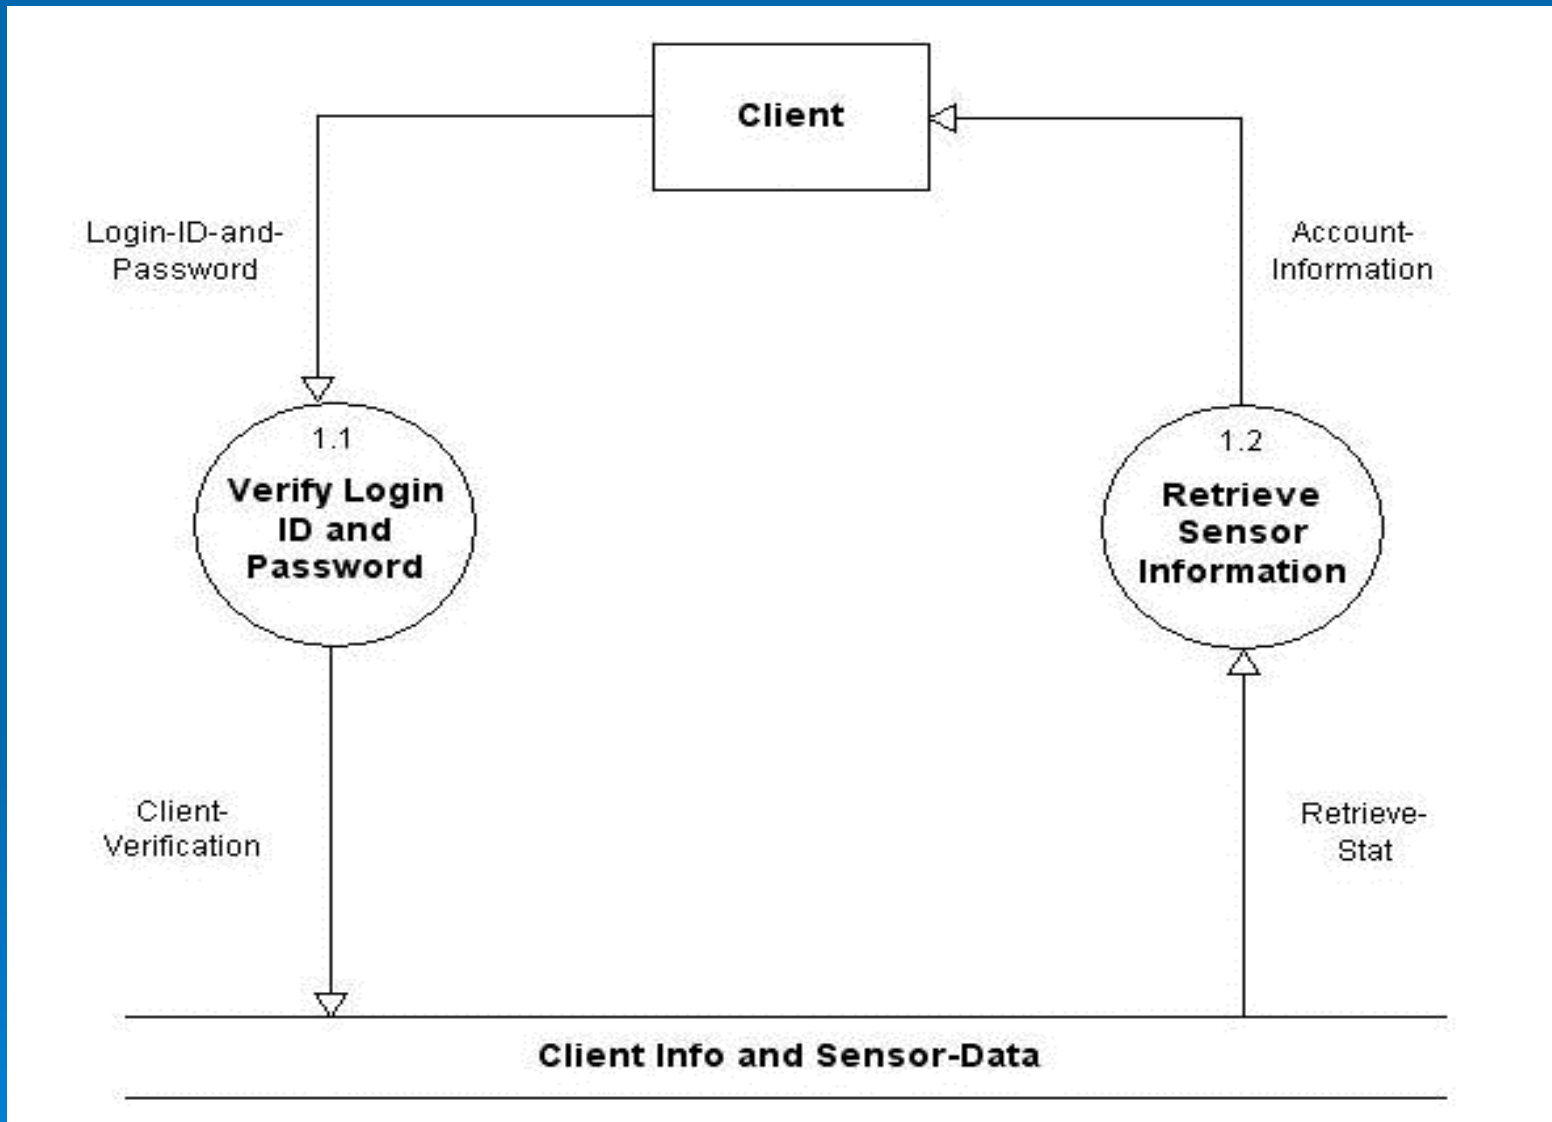 Client
Login-ID-and-
Password
Account-
Information
1.1
Verify Login
ID and
Password
1.2
Retrieve
Sensor
Information
Client-
Verification
Retrieve-
Stat
Client Info and Sensor-Data